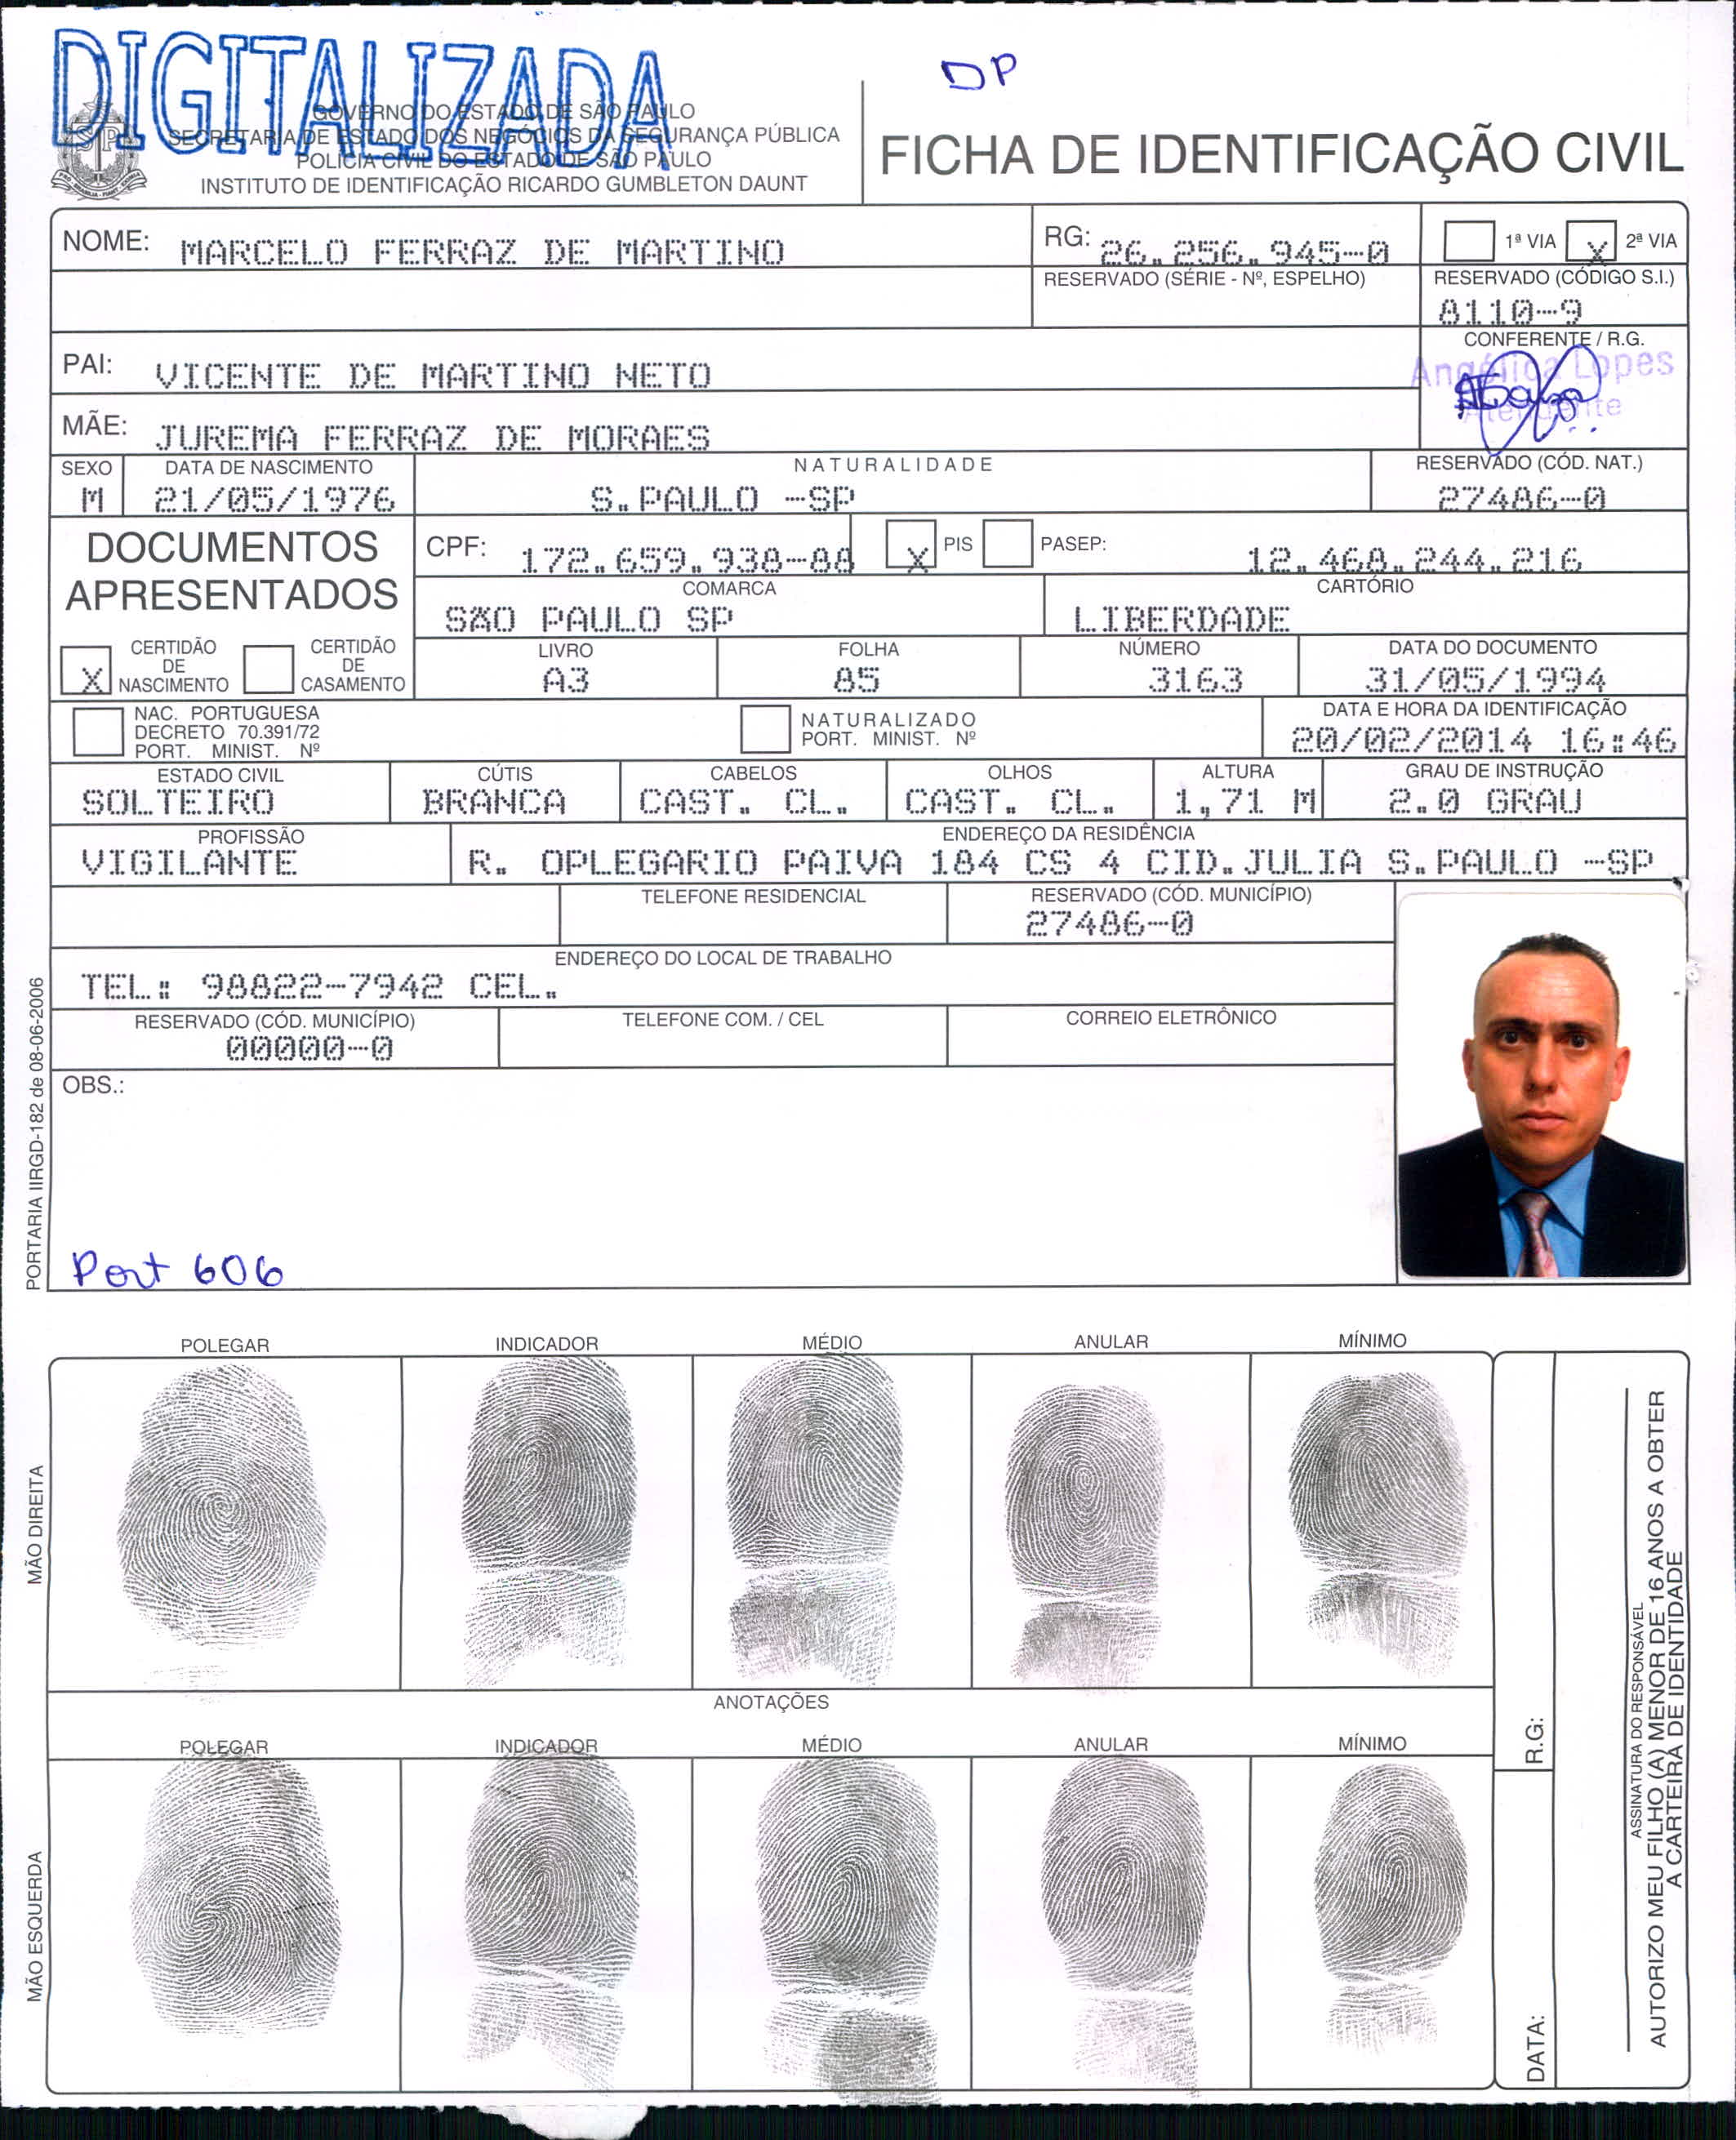 DIGITALIZADA
DP
GOVERNO DO ESTADO DE SÃO PAULO
SECRETARIA DE ESTADO DOS NEGÓCIOS DA SEGURANÇA PÚBLICA
POLÍCIA CIVIL DO ESTADO DE SÃO PAULO
INSTITUTO DE IDENTIFICAÇÃO RICARDO GUMBLETON DAUNT
FICHA DE IDENTIFICAÇÃO CIVIL
NOME: MARCELO FERRAZ DE MARTINO
RG: 26.256.945-0
1ª VIA X 2ª VIA
RESERVADO (SÉRIE - Nº, ESPELHO)
RESERVADO (CÓDIGO S.I.)
8110-9
PAI: VICENTE DE MARTINO NETO
CONFERENTE / R.G.
Angélica Lopes
Atendente
MÃE: JUREMA FERRAZ DE MORAES
SEXO DATA DE NASCIMENTO NATURALIDADE RESERVADO (CÓD. NAT.)
M 21/05/1976 S.PAULO -SP 27486-0
DOCUMENTOS APRESENTADOS
CPF: 172.659.938-88 X PIS PASEP: 12.468.244.216
COMARCA CARTÓRIO
SÃO PAULO SP LIBERDADE
X CERTIDÃO DE NASCIMENTO CERTIDÃO DE CASAMENTO
LIVRO FOLHA NÚMERO DATA DO DOCUMENTO
A3 85 3163 31/05/1994
NAC. PORTUGUESA
DECRETO 70.391/72
PORT. MINIST. Nº
NATURALIZADO
PORT. MINIST. Nº
DATA E HORA DA IDENTIFICAÇÃO
20/02/2014 16:46
ESTADO CIVIL CÚTIS CABELOS OLHOS ALTURA GRAU DE INSTRUÇÃO
SOLTEIRO BRANCA CAST. CL. CAST. CL. 1,71 M 2.0 GRAU
PROFISSÃO ENDEREÇO DA RESIDÊNCIA
VIGILANTE R. OPLEGARIO PAIVA 184 CS 4 CID.JULIA S.PAULO -SP
TELEFONE RESIDENCIAL RESERVADO (CÓD. MUNICÍPIO)
27486-0
ENDEREÇO DO LOCAL DE TRABALHO
TEL: 98822-7942 CEL.
RESERVADO (CÓD. MUNICÍPIO) TELEFONE COM. / CEL CORREIO ELETRÔNICO
00000-0
OBS.:
Port 606
PORTARIA IIRGD-182 de 08-06-2006
POLEGAR INDICADOR MÉDIO ANULAR MÍNIMO
MÃO DIREITA
ANOTAÇÕES
POLEGAR INDICADOR MÉDIO ANULAR MÍNIMO
MÃO ESQUERDA
R.G:
DATA:
ASSINATURA DO RESPONSÁVEL
AUTORIZO MEU FILHO (A) MENOR DE 16 ANOS A OBTER
A CARTEIRA DE IDENTIDADE